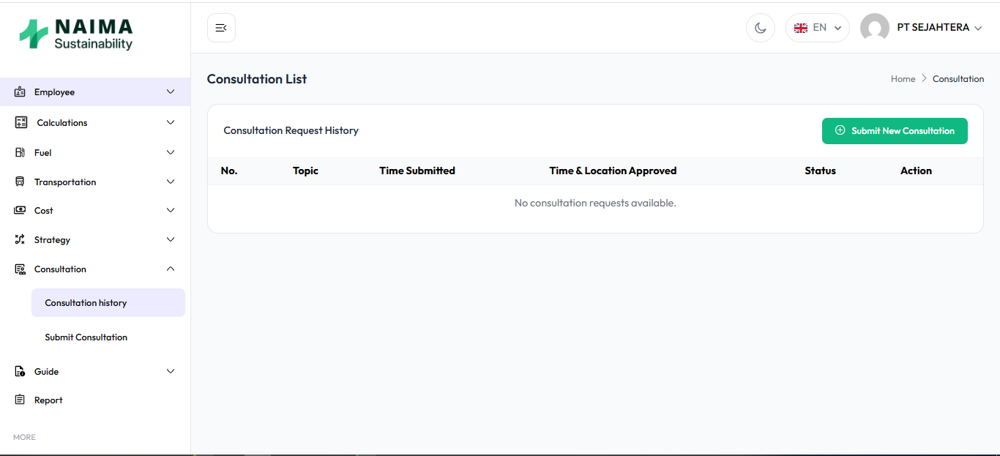 NAIMA
Sustainability
EN
PT SEJAHTERA
Employee
Calculations
Fuel
Transportation
Cost
Strategy
Consultation
Consultation history
Submit Consultation
Guide
Report
MORE
Consultation List
Home > Consultation
Consultation Request History
Submit New Consultation
No. Topic Time Submitted Time & Location Approved Status Action
No consultation requests available.